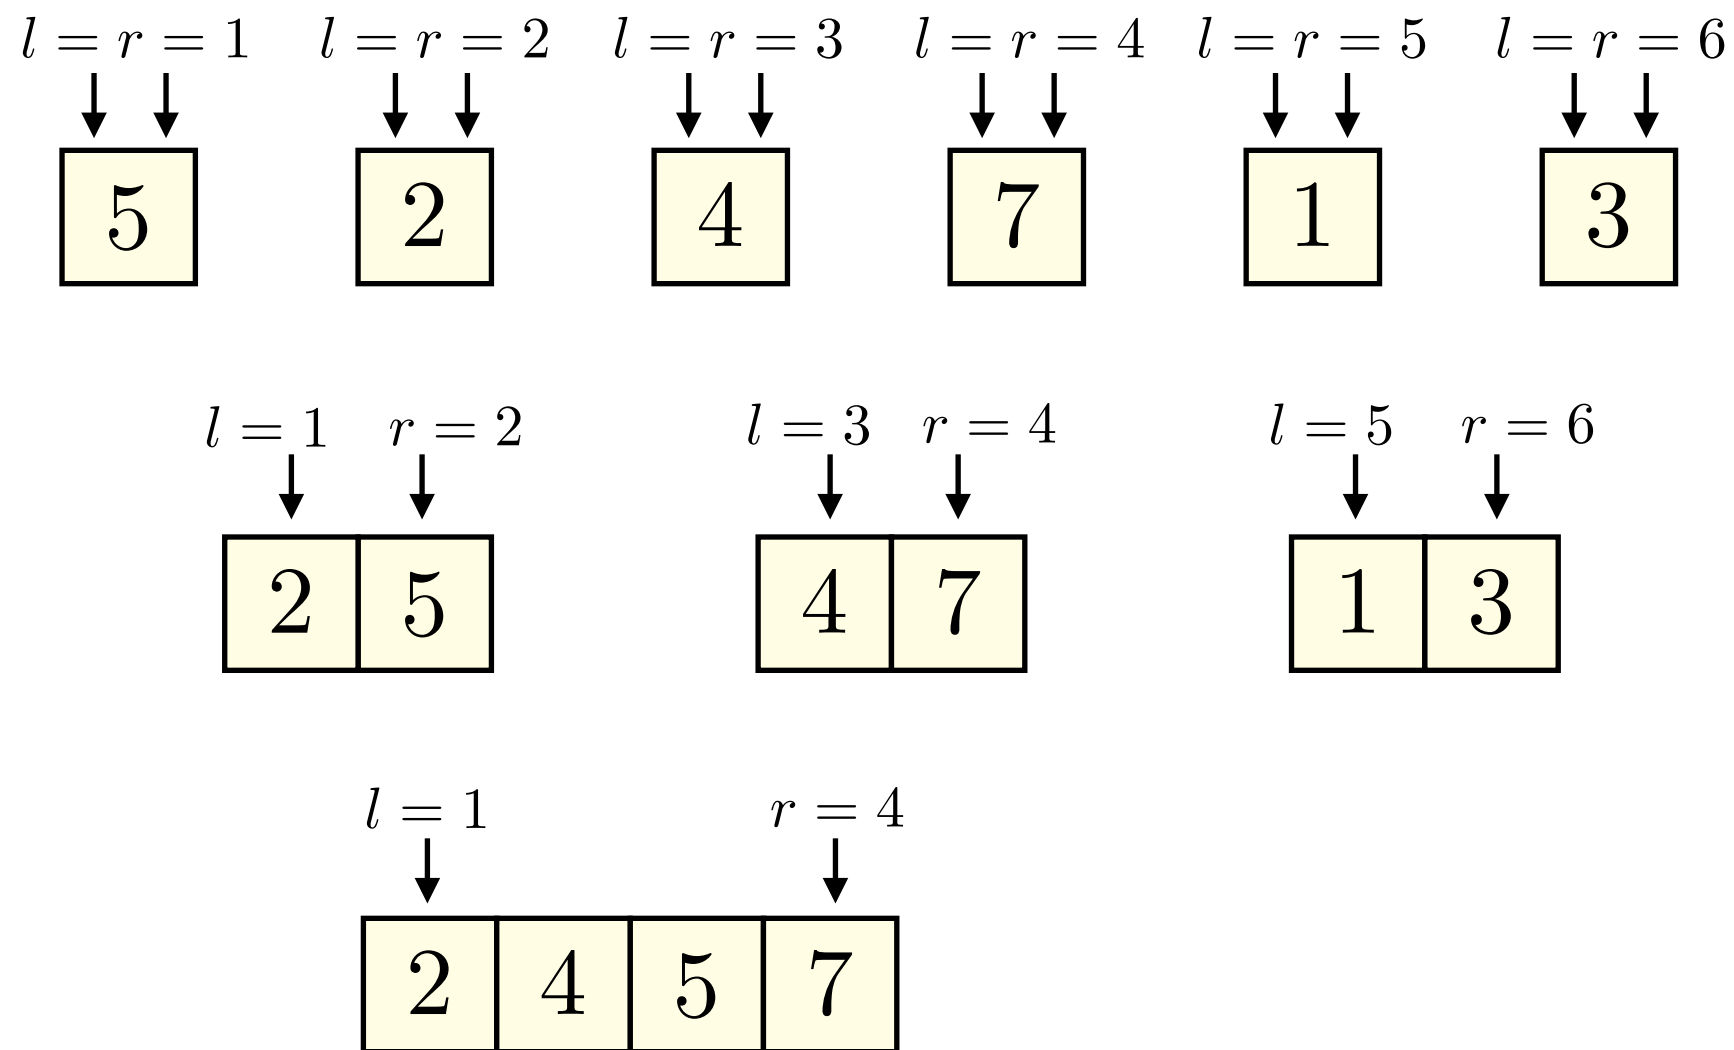 l = r = 1 l = r = 2 l = r = 3 l = r = 4 l = r = 5 l = r = 6
5 2 4 7 1 3
l = 1 r = 2 l = 3 r = 4 l = 5 r = 6
2 5 4 7 1 3
l = 1 r = 4
2 4 5 7